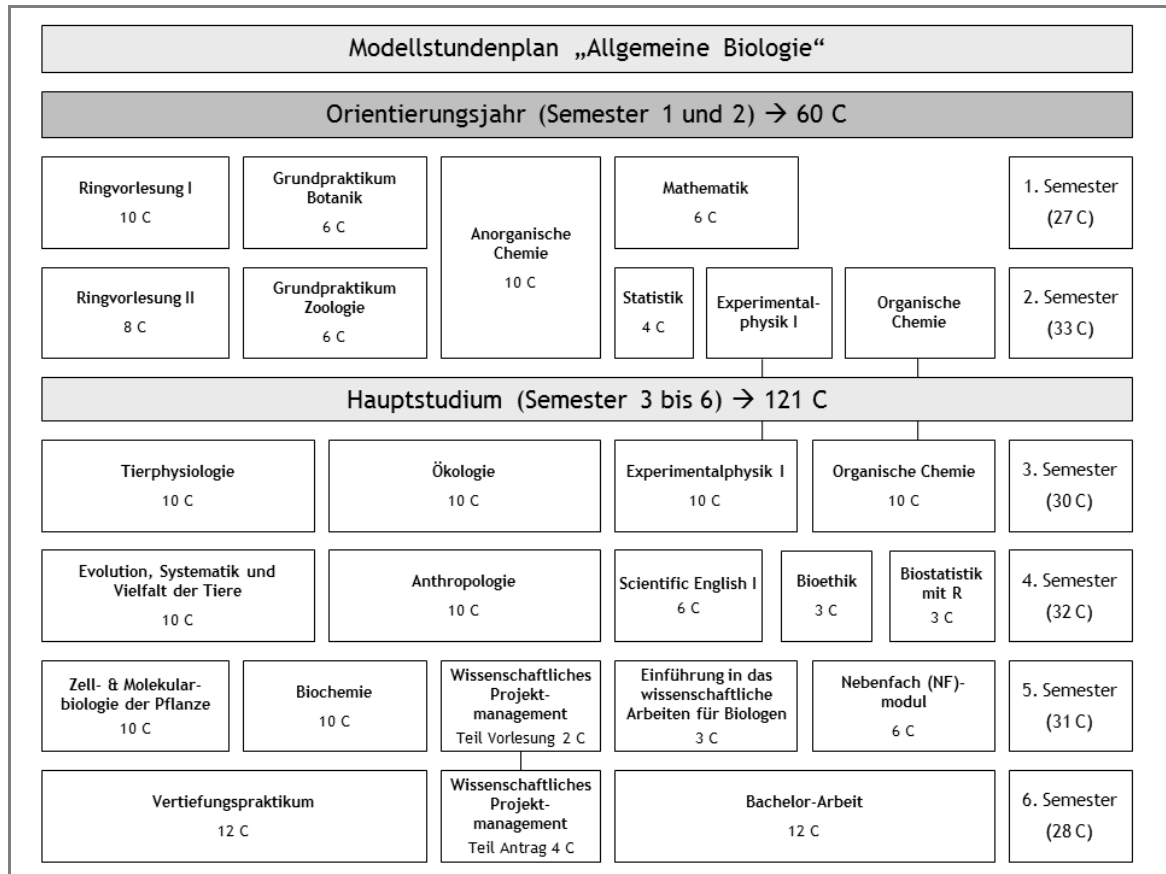 Modellstundenplan „Allgemeine Biologie“
Orientierungsjahr (Semester 1 und 2) → 60 C
Ringvorlesung I
10 C
Grundpraktikum
Botanik
6 C
Anorganische
Chemie
10 C
Mathematik
6 C
1. Semester
(27 C)
Ringvorlesung II
8 C
Grundpraktikum
Zoologie
6 C
Statistik
4 C
Experimental-
physik I
Organische
Chemie
2. Semester
(33 C)
Hauptstudium (Semester 3 bis 6) → 121 C
Tierphysiologie
10 C
Ökologie
10 C
Experimentalphysik I
10 C
Organische Chemie
10 C
3. Semester
(30 C)
Evolution, Systematik und
Vielfalt der Tiere
10 C
Anthropologie
10 C
Scientific English I
6 C
Bioethik
3 C
Biostatistik
mit R
3 C
4. Semester
(32 C)
Zell- & Molekular-
biologie der Pflanze
10 C
Biochemie
10 C
Wissenschaftliches
Projekt-
management
Teil Vorlesung 2 C
Einführung in das
wissenschaftliche
Arbeiten für Biologen
3 C
Nebenfach (NF)-
modul
6 C
5. Semester
(31 C)
Vertiefungspraktikum
12 C
Wissenschaftliches
Projekt-
management
Teil Antrag 4 C
Bachelor-Arbeit
12 C
6. Semester
(28 C)